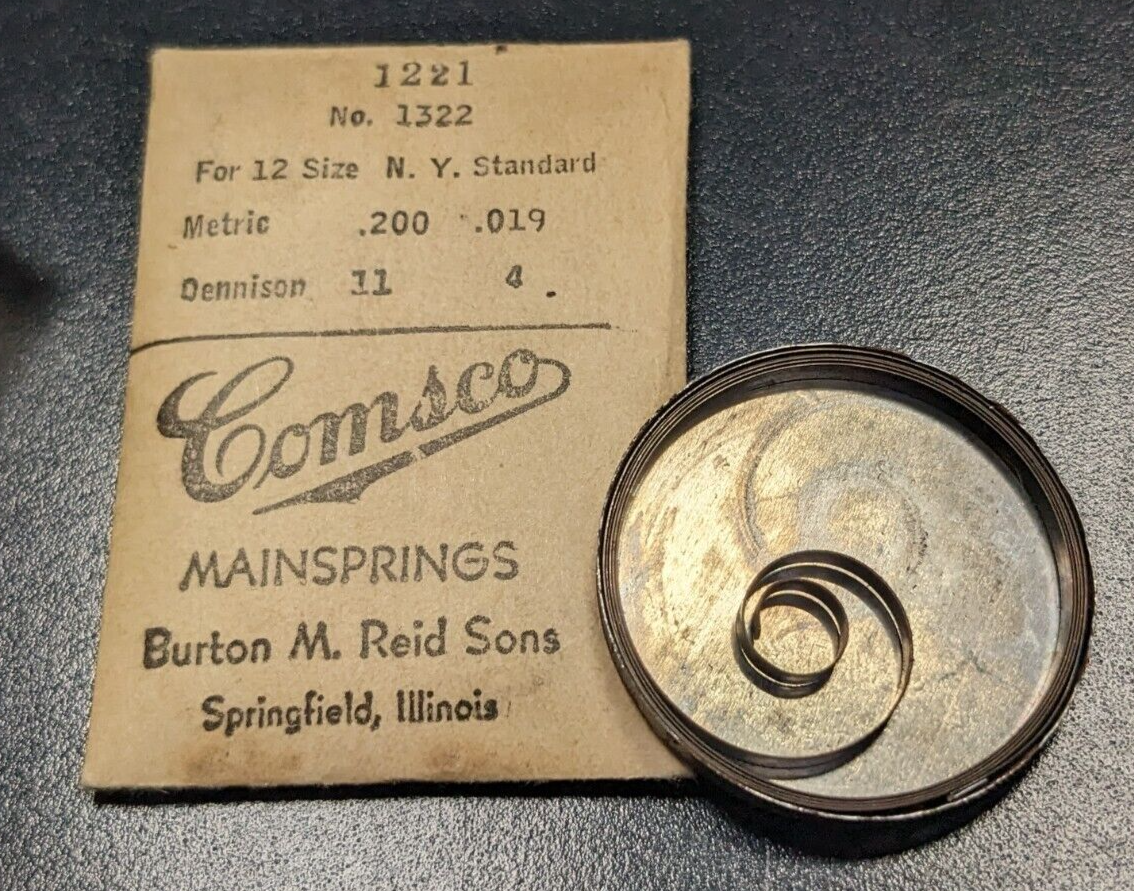 1221
No. 1322
For 12 Size N. Y. Standard
Metric .200 .019
Dennison 11 4 .
Comsco
MAINSPRINGS
Burton M. Reid Sons
Springfield, Illinois